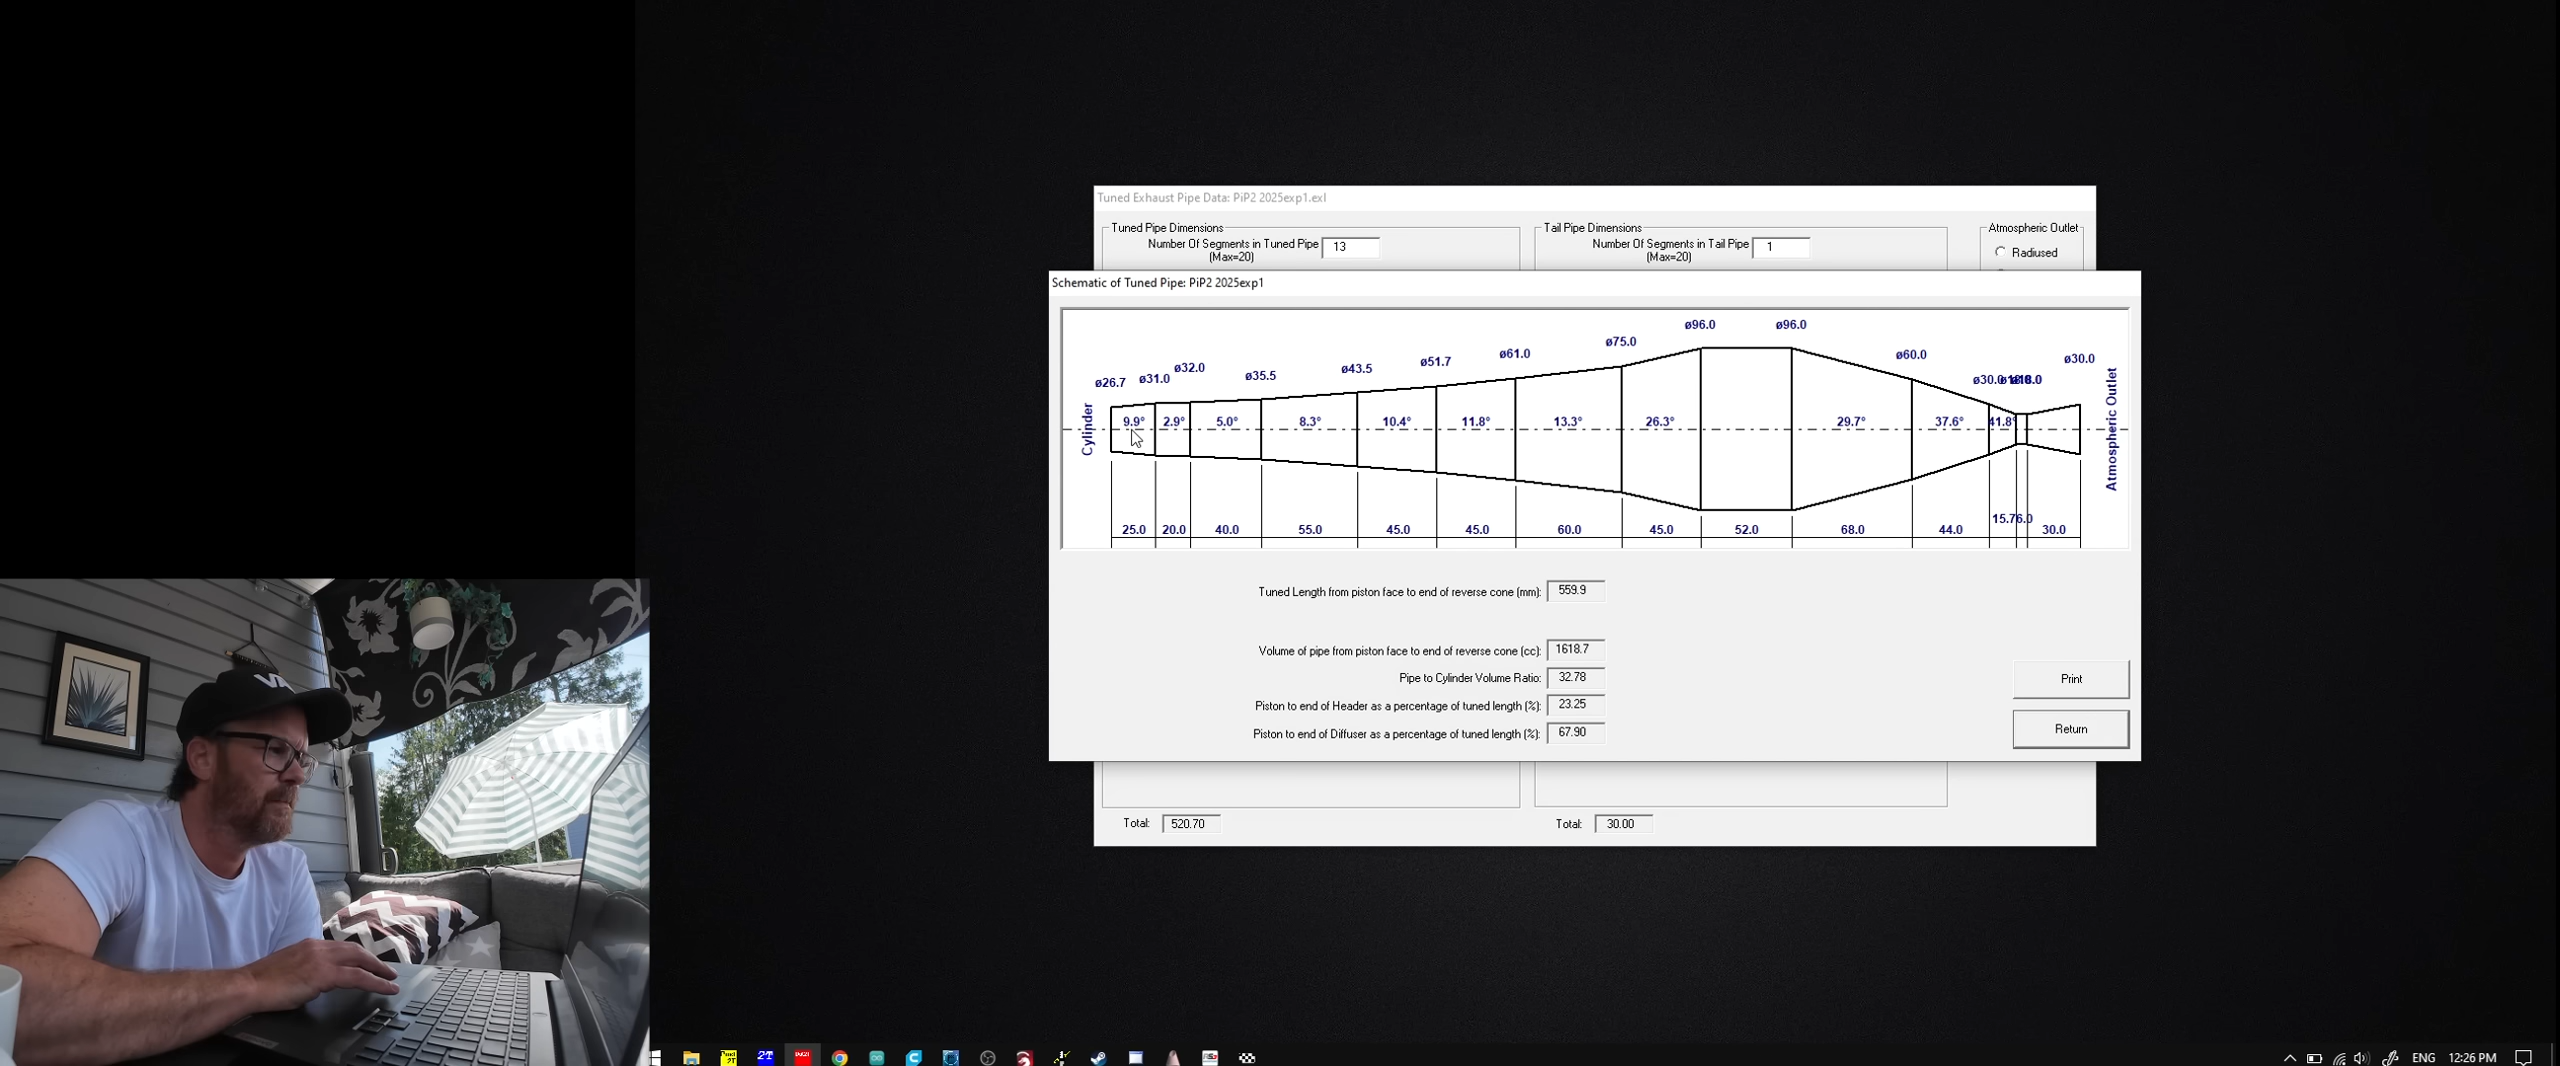 Tuned Exhaust Pipe Data: PiP2 2025exp1.exl
Tuned Pipe Dimensions
Number Of Segments in Tuned Pipe 13
(Max=20)
Tail Pipe Dimensions
Number Of Segments in Tail Pipe 1
(Max=20)
Atmospheric Outlet
Radiused
Schematic of Tuned Pipe: PiP2 2025exp1
ø26.7 ø31.0 ø32.0 ø35.5 ø43.5 ø51.7 ø61.0 ø75.0 ø96.0 ø96.0 ø60.0 ø30.0 ø30.0
Cylinder
9.9° 2.9° 5.0° 8.3° 10.4° 11.8° 13.3° 26.3° 29.7° 37.6° 41.8°
Atmospheric Outlet
25.0 20.0 40.0 55.0 45.0 45.0 60.0 45.0 52.0 68.0 44.0 15.7 6.0 30.0
Tuned Length from piston face to end of reverse cone (mm): 559.9
Volume of pipe from piston face to end of reverse cone (cc): 1618.7
Pipe to Cylinder Volume Ratio: 32.78
Piston to end of Header as a percentage of tuned length (%): 23.25
Piston to end of Diffuser as a percentage of tuned length (%): 67.90
Print
Return
Total: 520.70
Total: 30.00
2T
ENG 12:26 PM